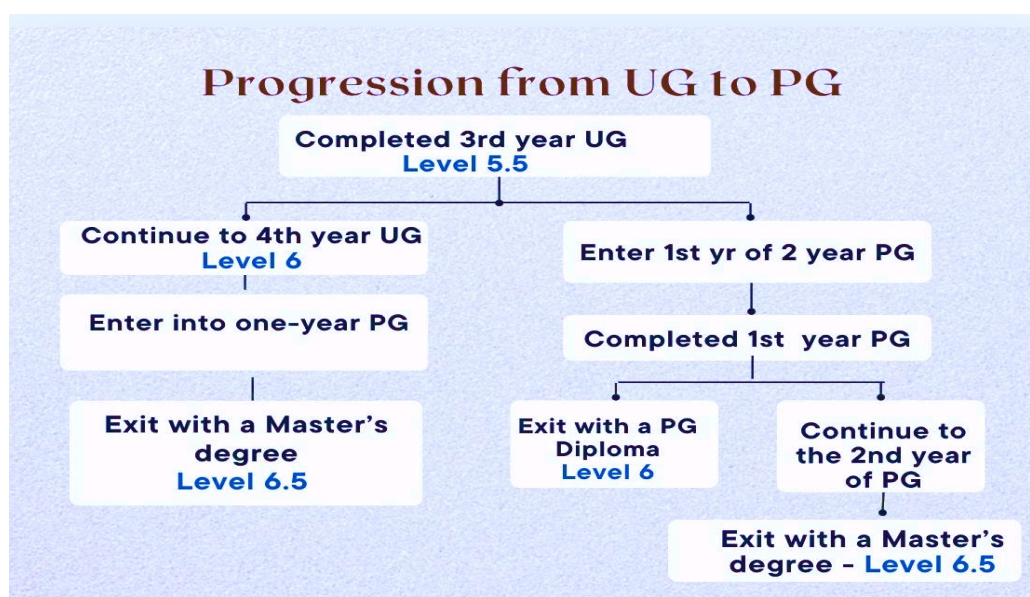 Progression from UG to PG
Completed 3rd year UG
Level 5.5
Continue to 4th year UG
Level 6
Enter into one-year PG
Exit with a Master's
degree
Level 6.5
Enter 1st yr of 2 year PG
Completed 1st year PG
Exit with a PG
Diploma
Level 6
Continue to
the 2nd year
of PG
Exit with a Master's
degree - Level 6.5